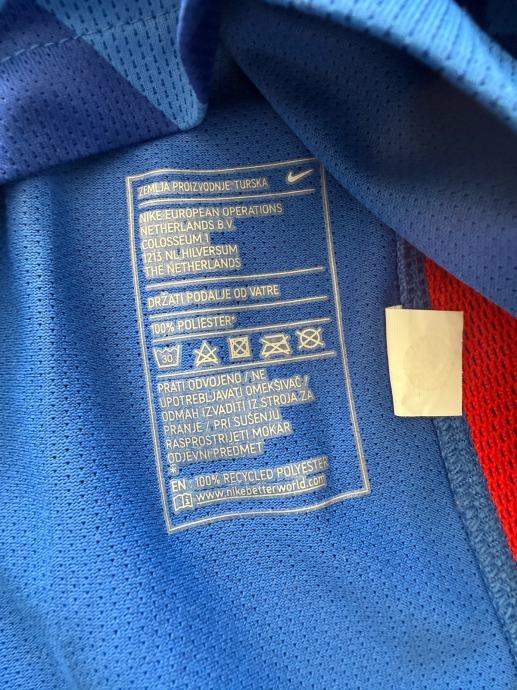 ZEMLJA PROIZVODNJE TURSKA
NIKE EUROPEAN OPERATIONS
NETHERLANDS B.V.
COLOSSEUM 1
1213 NL HILVERSUM
THE NETHERLANDS
DRŽATI PODALJE OD VATRE
100% POLIESTER*
30
PRATI ODVOJENO / NE
UPOTREBLJAVATI OMEKŠIVAČ /
ODMAH IZVADITI IZ STROJA ZA
PRANJE / PRI SUŠENJU
RASPROSTRIJETI MOKAR
ODJEVNI PREDMET
*
EN : 100% RECYCLED POLYESTER
www.nikebetterworld.com